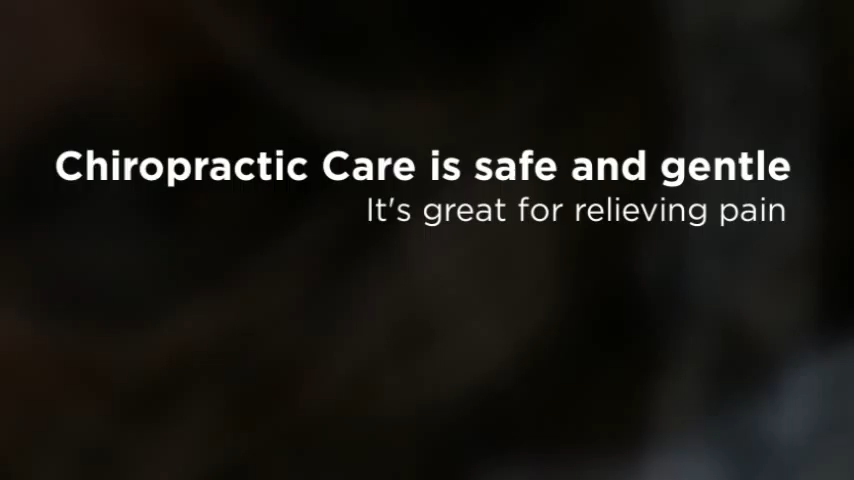 Chiropractic Care is safe and gentle
It's great for relieving pain